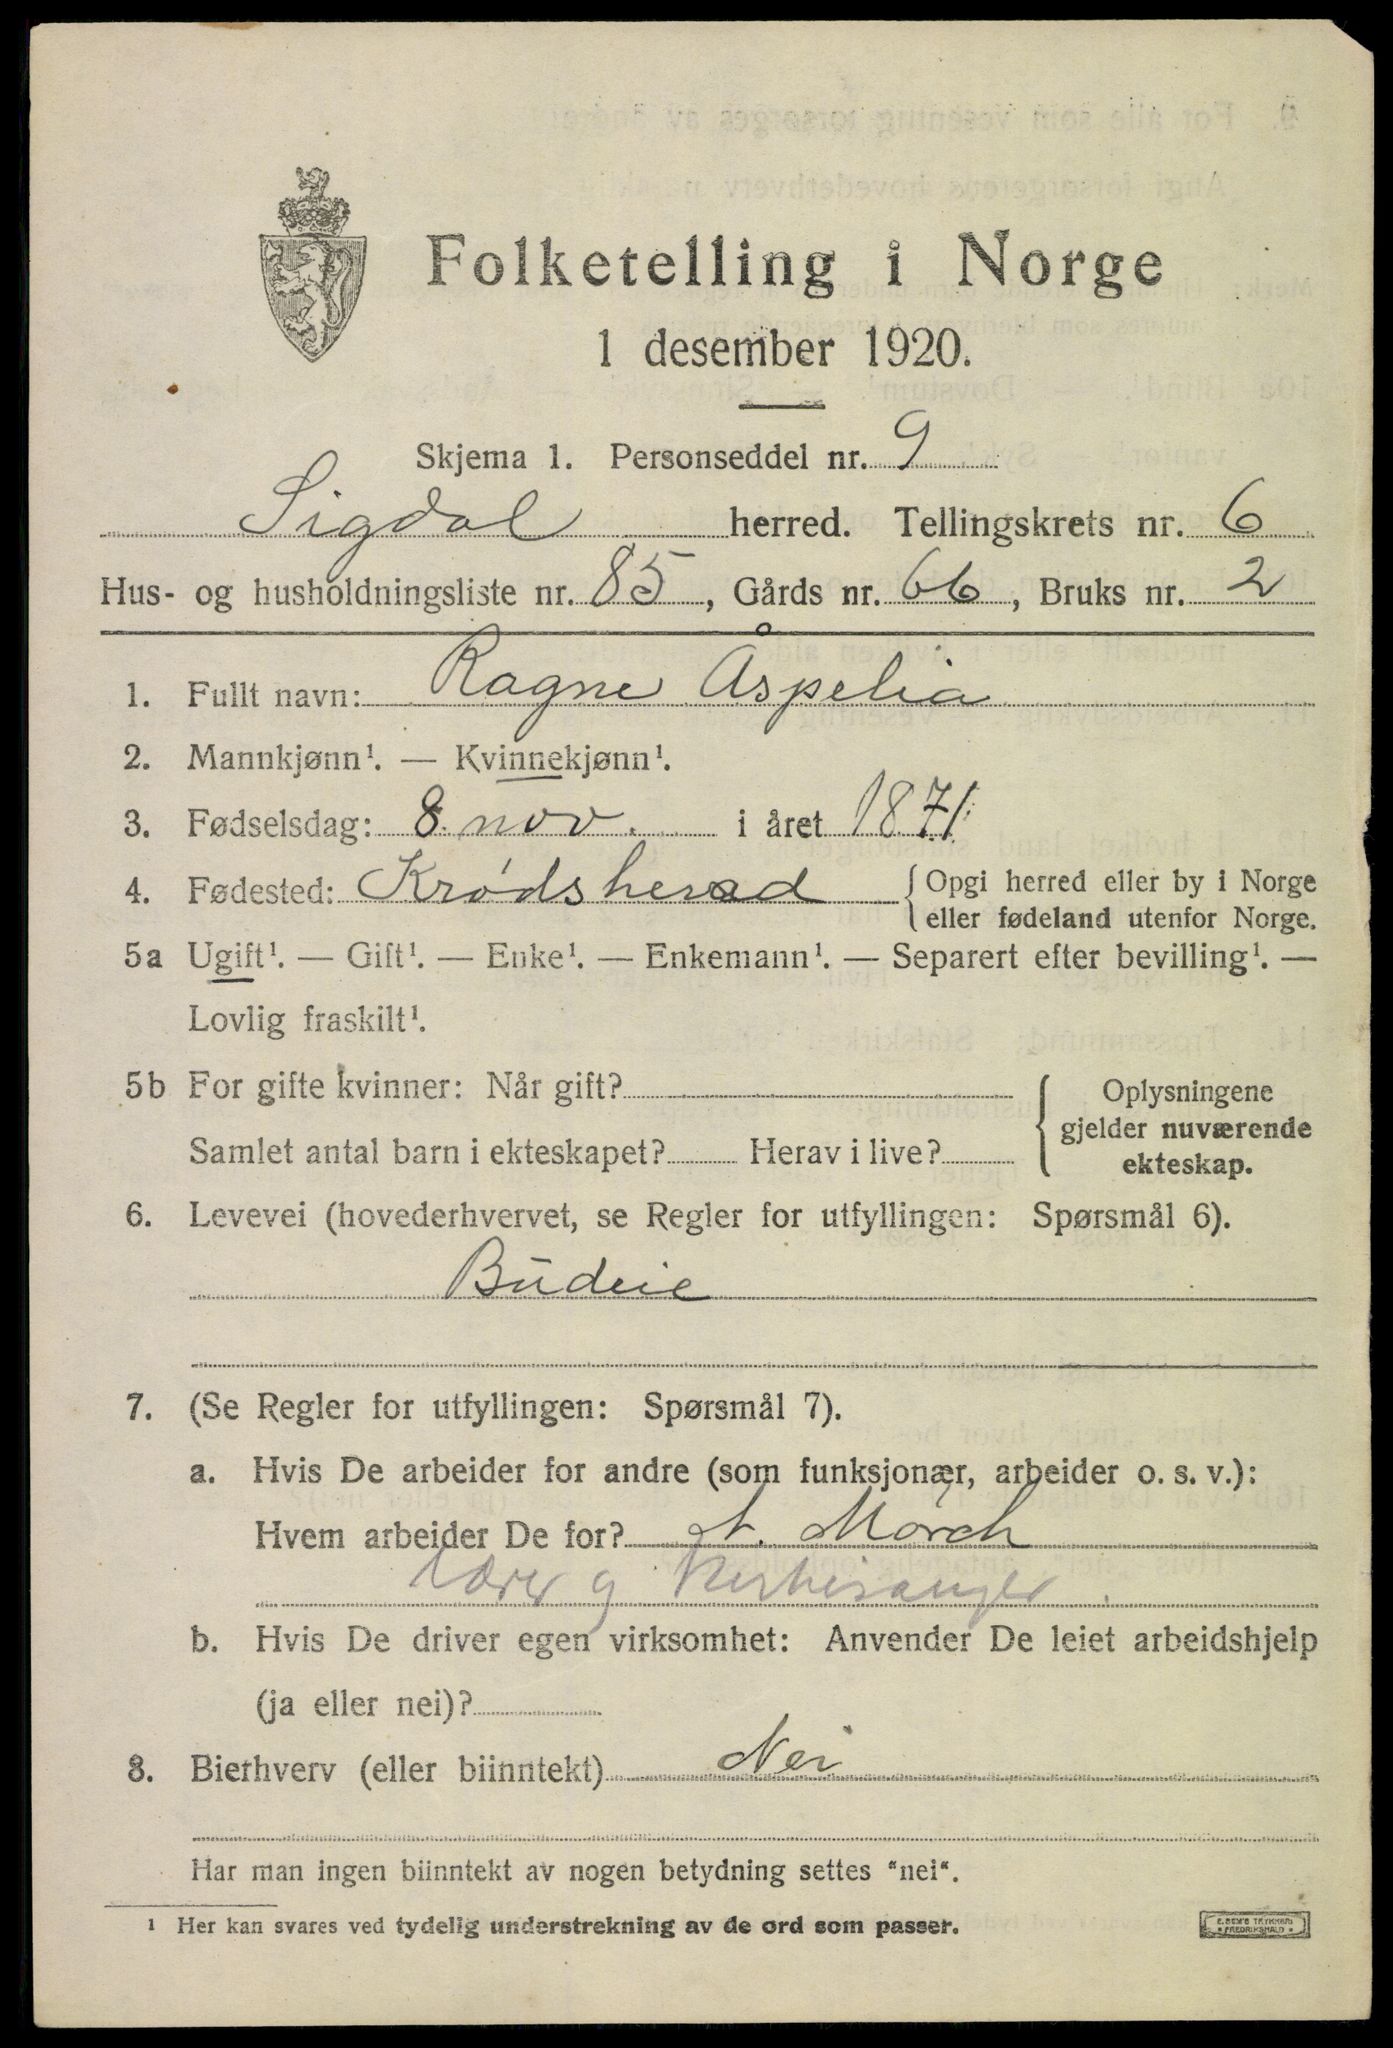 Folketelling i Norge
1 desember 1920.
Skjema 1. Personseddel nr. 9
Sigdal herred. Tellingskrets nr. 6
Hus- og husholdningsliste nr. 85, Gårds nr. 66, Bruks nr. 2
1. Fullt navn: Ragne Åspelia
2. Mannkjønn¹. — Kvinnekjønn¹.
3. Fødselsdag: 8. nov. i året 1871.
4. Fødested: Krødsherad { Opgi herred eller by i Norge
eller fødeland utenfor Norge.
5a Ugift¹. — Gift¹. — Enke¹. — Enkemann¹. — Separert efter bevilling¹. —
Lovlig fraskilt¹.
5b For gifte kvinner: Når gift? { Oplysningene
gjelder nuværende
Samlet antal barn i ekteskapet? Herav i live? ekteskap.
6. Levevei (hovederhvervet, se Regler for utfyllingen: Spørsmål 6).
Budeie
7. (Se Regler for utfyllingen: Spørsmål 7).
a. Hvis De arbeider for andre (som funksjonær, arbeider o. s. v.):
Hvem arbeider De for? A. Mørch
lærer og kirkesanger.
b. Hvis De driver egen virksomhet: Anvender De leiet arbeidshjelp
(ja eller nei)?
8. Bierhverv (eller biinntekt) Nei
Har man ingen biinntekt av nogen betydning settes "nei".
¹ Her kan svares ved tydelig understrekning av de ord som passer.
E. SEM'S TRYKKERI
FREDRIKSHALD